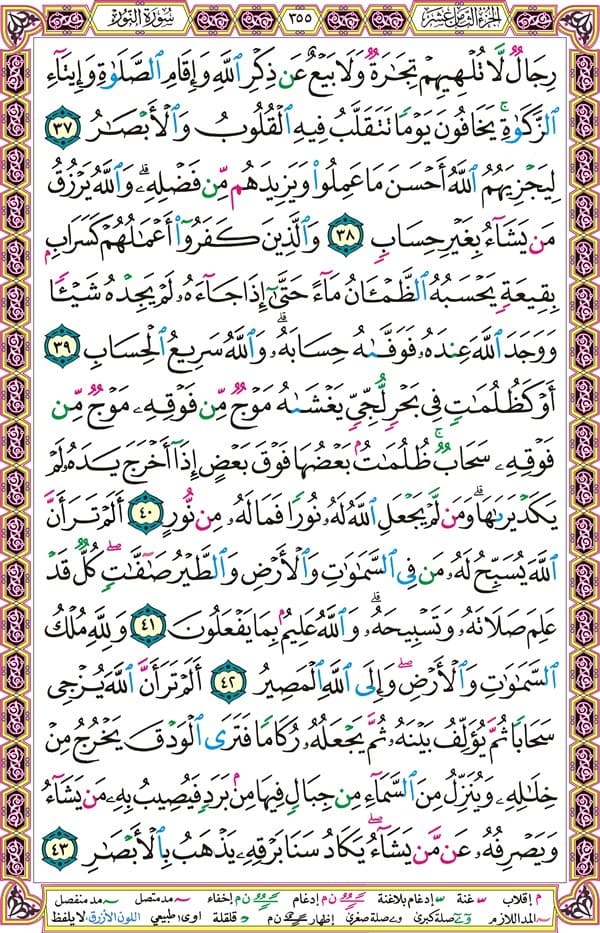 الجزء الثامن عشر ٣٥٥ سورة النور
رِجَالٌ لَّا تُلْهِيهِمْ تِجَٰرَةٌ وَلَا بَيْعٌ عَن ذِكْرِ ٱللَّهِ وَإِقَامِ ٱلصَّلَوٰةِ وَإِيتَآءِ
ٱلزَّكَوٰةِ ۙ يَخَافُونَ يَوْمًا تَتَقَلَّبُ فِيهِ ٱلْقُلُوبُ وَٱلْأَبْصَٰرُ ٣٧
لِيَجْزِيَهُمُ ٱللَّهُ أَحْسَنَ مَا عَمِلُوا۟ وَيَزِيدَهُم مِّن فَضْلِهِۦ ۗ وَٱللَّهُ يَرْزُقُ
مَن يَشَآءُ بِغَيْرِ حِسَابٍ ٣٨ وَٱلَّذِينَ كَفَرُوٓا۟ أَعْمَٰلُهُمْ كَسَرَابٍۭ
بِقِيعَةٍ يَحْسَبُهُ ٱلظَّمْـَٔانُ مَآءً حَتَّىٰٓ إِذَا جَآءَهُۥ لَمْ يَجِدْهُ شَيْـًٔا
وَوَجَدَ ٱللَّهَ عِندَهُۥ فَوَفَّىٰهُ حِسَابَهُۥ ۗ وَٱللَّهُ سَرِيعُ ٱلْحِسَابِ ٣٩
أَوْ كَظُلُمَٰتٍ فِى بَحْرٍ لُّجِّىٍّ يَغْشَىٰهُ مَوْجٌ مِّن فَوْقِهِۦ مَوْجٌ مِّن
فَوْقِهِۦ سَحَابٌ ۚ ظُلُمَٰتٌۢ بَعْضُهَا فَوْقَ بَعْضٍ إِذَآ أَخْرَجَ يَدَهُۥ لَمْ
يَكَدْ يَرَىٰهَا ۗ وَمَن لَّمْ يَجْعَلِ ٱللَّهُ لَهُۥ نُورًا فَمَا لَهُۥ مِن نُّورٍ ٤٠ أَلَمْ تَرَ أَنَّ
ٱللَّهَ يُسَبِّحُ لَهُۥ مَن فِى ٱلسَّمَٰوَٰتِ وَٱلْأَرْضِ وَٱلطَّيْرُ صَٰٓفَّٰتٍ ۖ كُلٌّ قَدْ
عَلِمَ صَلَاتَهُۥ وَتَسْبِيحَهُۥ ۗ وَٱللَّهُ عَلِيمٌۢ بِمَا يَفْعَلُونَ ٤١ وَلِلَّهِ مُلْكُ
ٱلسَّمَٰوَٰتِ وَٱلْأَرْضِ ۖ وَإِلَى ٱللَّهِ ٱلْمَصِيرُ ٤٢ أَلَمْ تَرَ أَنَّ ٱللَّهَ يُزْجِى
سَحَابًا ثُمَّ يُؤَلِّفُ بَيْنَهُۥ ثُمَّ يَجْعَلُهُۥ رُكَامًا فَتَرَى ٱلْوَدْقَ يَخْرُجُ مِنْ
خِلَٰلِهِۦ وَيُنَزِّلُ مِنَ ٱلسَّمَآءِ مِن جِبَالٍ فِيهَا مِنۢ بَرَدٍ فَيُصِيبُ بِهِۦ مَن يَشَآءُ
وَيَصْرِفُهُۥ عَن مَّن يَشَآءُ ۖ يَكَادُ سَنَا بَرْقِهِۦ يَذْهَبُ بِٱلْأَبْصَٰرِ ٤٣
م إقلاب غنة إدغام بلاغنة ن م إدغام ن م إخفاء مد متصل مد منفصل
المد اللازم صلة كبرى صلة صغرى إظهار ن م قلقلة اوى: طبيعي اللون الأزرق: لا يلفظ